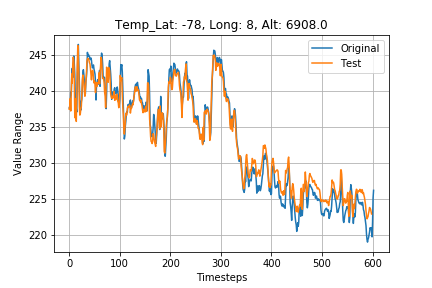 Temp_Lat: -78, Long: 8, Alt: 6908.0
Original
Test
245
240
235
230
225
220
Value Range
0 100 200 300 400 500 600
Timesteps